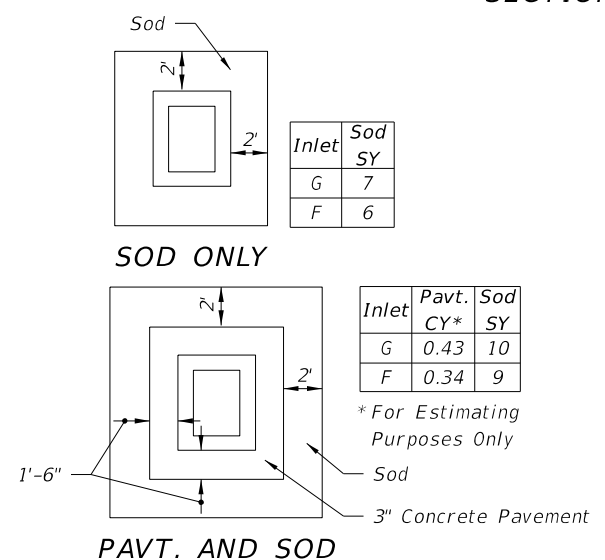 Sod
2'
2'
Inlet Sod SY
G 7
F 6
SOD ONLY
2'
2'
Inlet Pavt. CY* Sod SY
G 0.43 10
F 0.34 9
* For Estimating
Purposes Only
1'-6"
Sod
3" Concrete Pavement
PAVT. AND SOD